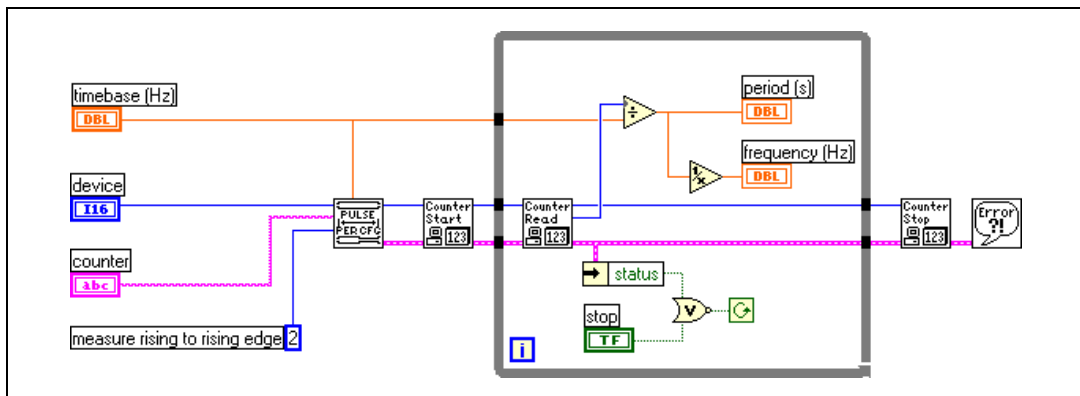 timebase (Hz)
DBL
device
I16
counter
abc
measure rising to rising edge 2
PULSE
PER CFG
Counter
Start
123
Counter
Read
123
÷
1/x
period (s)
DBL
frequency (Hz)
DBL
status
stop
TF
V
i
Counter
Stop
123
Error
?!